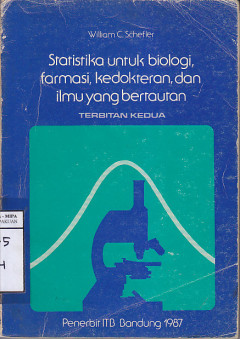 William C. Schefler
Statistika untuk biologi,
farmasi, kedokteran, dan
ilmu yang bertautan
TERBITAN KEDUA
Penerbit ITB Bandung 1987